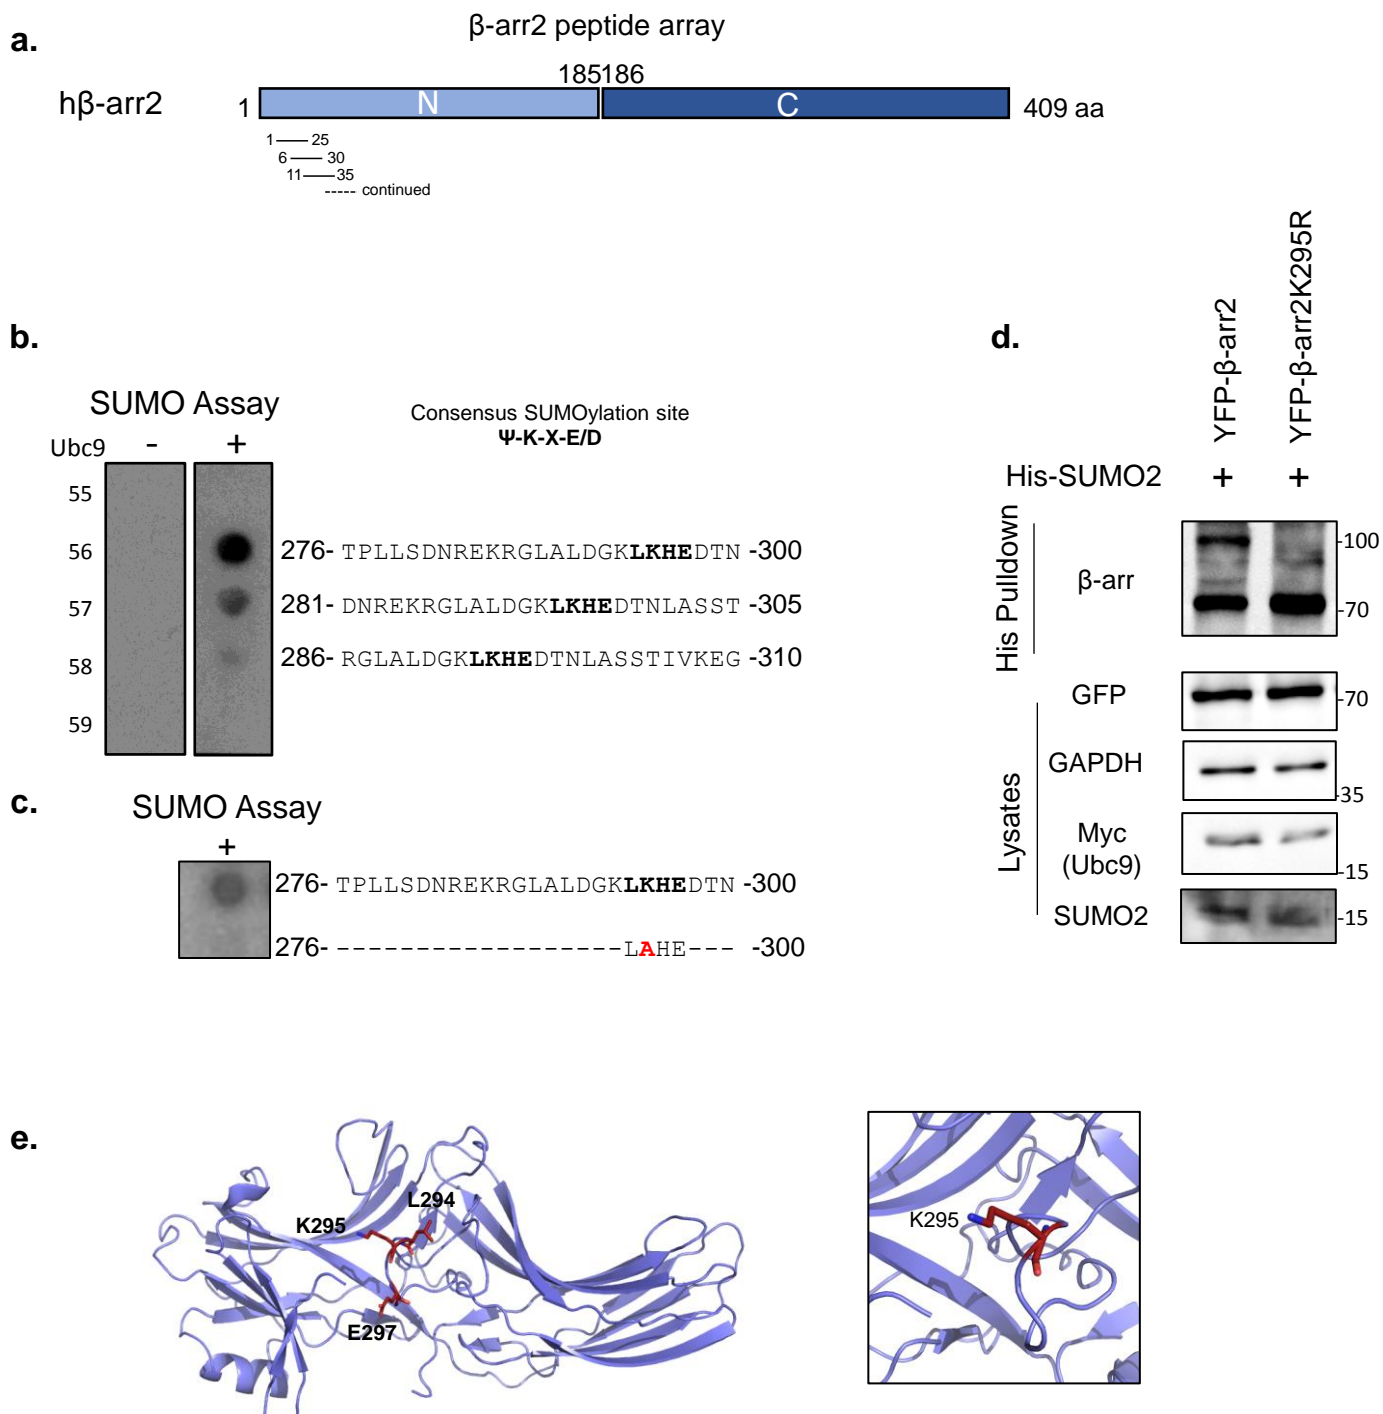 a.
β-arr2 peptide array
185186
hβ-arr2 1 N C 409 aa
1 25
6 30
11 35
----- continued
b.
SUMO Assay
Ubc9 - +
Consensus SUMOylation site
Ψ-K-X-E/D
55
56
57
58
59
276- TPLLSDNREKRGLALDGKLKHEDTN -300
281- DNREKRGLALDGKLKHEDTNLASST -305
286- RGLALDGKLKHEDTNLASSTIVKEG -310
c.
SUMO Assay
+
276- TPLLSDNREKRGLALDGKLKHEDTN -300
276- ------------------LAHE--- -300
d.
YFP-β-arr2
YFP-β-arr2K295R
His-SUMO2 + +
His Pulldown
β-arr
-100
-70
Lysates
GFP
-70
GAPDH
-35
Myc
(Ubc9)
-15
SUMO2
-15
e.
L294
K295
E297
K295